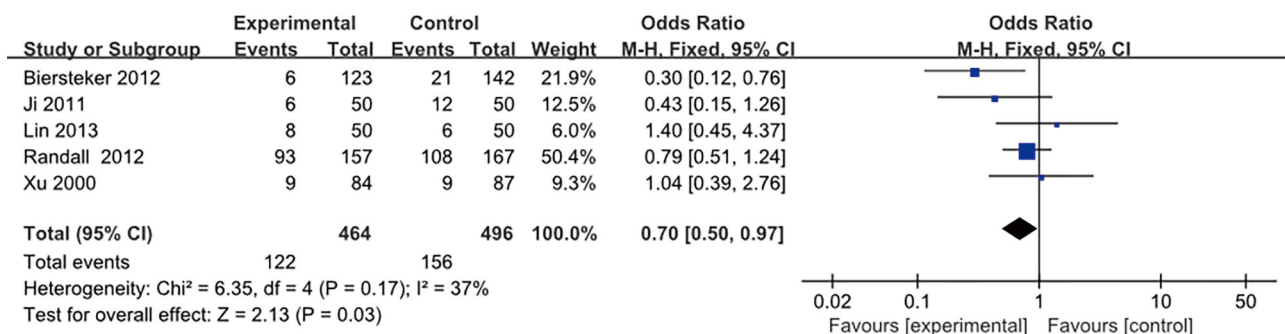 Experimental Control Odds Ratio Odds Ratio
Study or Subgroup Events Total Events Total Weight M-H, Fixed, 95% CI M-H, Fixed, 95% CI
Biersteker 2012 6 123 21 142 21.9% 0.30 [0.12, 0.76]
Ji 2011 6 50 12 50 12.5% 0.43 [0.15, 1.26]
Lin 2013 8 50 6 50 6.0% 1.40 [0.45, 4.37]
Randall 2012 93 157 108 167 50.4% 0.79 [0.51, 1.24]
Xu 2000 9 84 9 87 9.3% 1.04 [0.39, 2.76]
Total (95% CI) 464 496 100.0% 0.70 [0.50, 0.97]
Total events 122 156
Heterogeneity: Chi² = 6.35, df = 4 (P = 0.17); I² = 37%
Test for overall effect: Z = 2.13 (P = 0.03)
0.02 0.1 1 10 50
Favours [experimental] Favours [control]